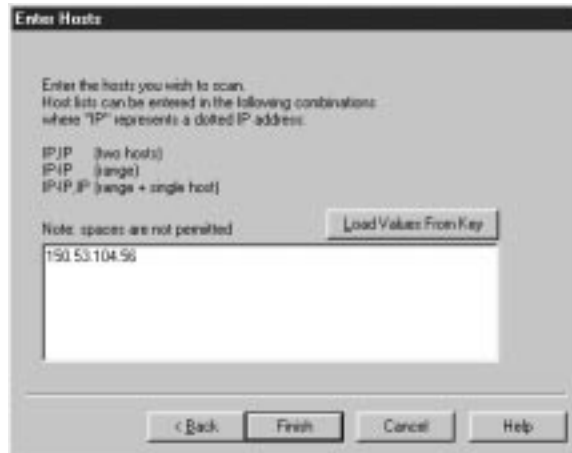 Enter Hosts
Enter the hosts you wish to scan.
Host lists can be entered in the following combinations
where "IP" represents a dotted IP address:
IP,IP (two hosts)
IP-IP (range)
IP-IP,IP (range + single host)
Note: spaces are not permitted
Load Values From Key
150.53.104.56
< Back
Finish
Cancel
Help